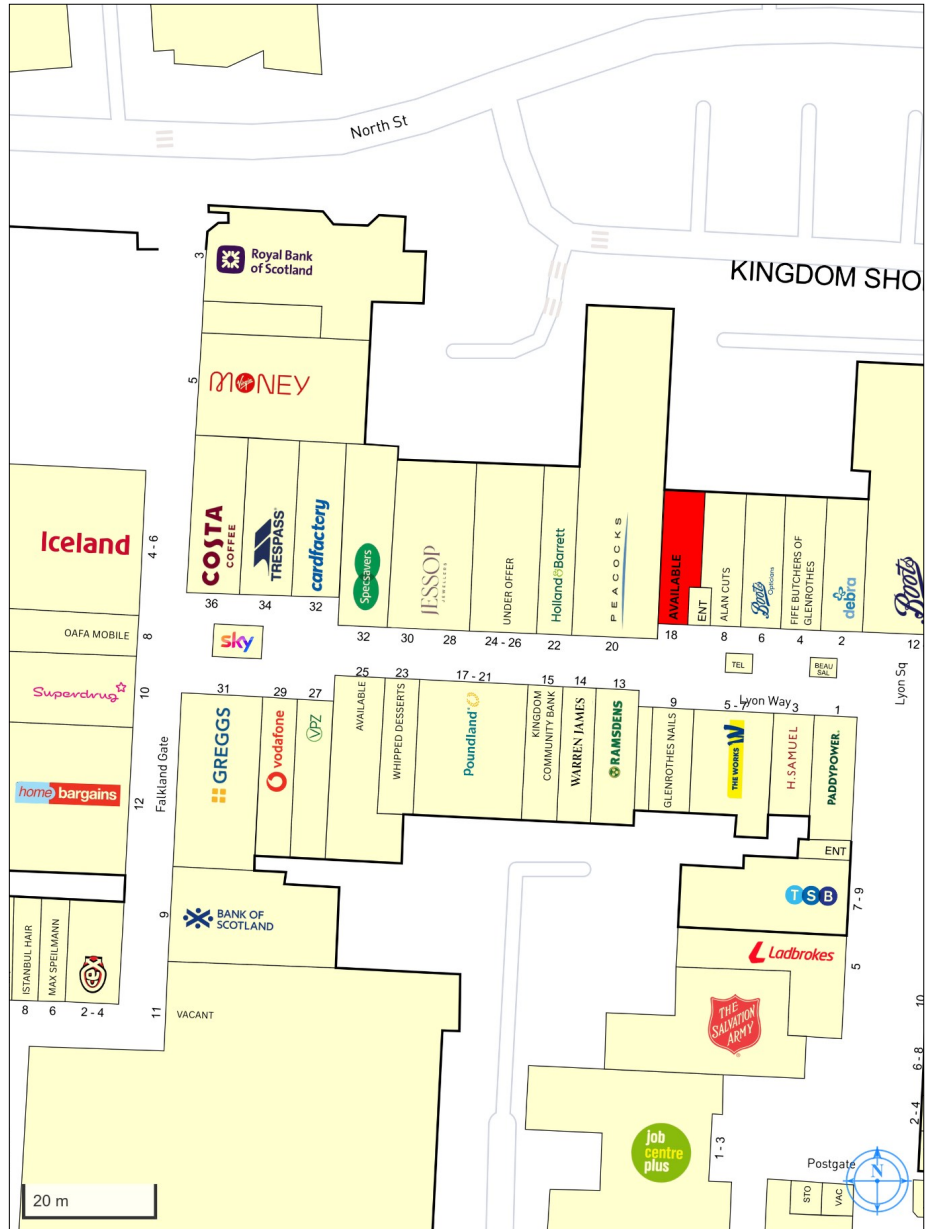 North St
KINGDOM SHO
3
Royal Bank
of Scotland
5
Virgin
MONEY
Iceland
4 - 6
COSTA
COFFEE
36
TRESPASS
34
cardfactory
32
Specsavers
32
JESSOP
JEWELLERS
30
28
UNDER OFFER
24 - 26
Holland & Barrett
22
PEACOCKS
20
AVAILABLE
18
ENT
ALAN CUTS
8
Boots
Opticians
6
FIFE BUTCHERS OF
GLENROTHES
4
debra
2
Boots
12
OAFA MOBILE
8
sky
TEL
BEAU
SAL
Lyon Sq
Superdrug
10
31
GREGGS
29
vodafone
27
VPZ
25
AVAILABLE
23
WHIPPED DESSERTS
17 - 21
Poundland
15
KINGDOM
COMMUNITY BANK
14
WARREN JAMES
13
RAMSDENS
9
GLENROTHES NAILS
5 - 7
THE WORKS
Lyon Way
3
H.SAMUEL
1
PADDYPOWER.
home bargains
12
Falkland Gate
ENT
TSB
7 - 9
9
BANK OF
SCOTLAND
Ladbrokes
5
ISTANBUL HAIR
8
MAX SPEILMANN
6
cex
2 - 4
11
VACANT
THE
SALVATION
ARMY
10
6 - 8
2 - 4
job
centre
plus
1 - 3
Postgate
N
STO
VAC
20 m